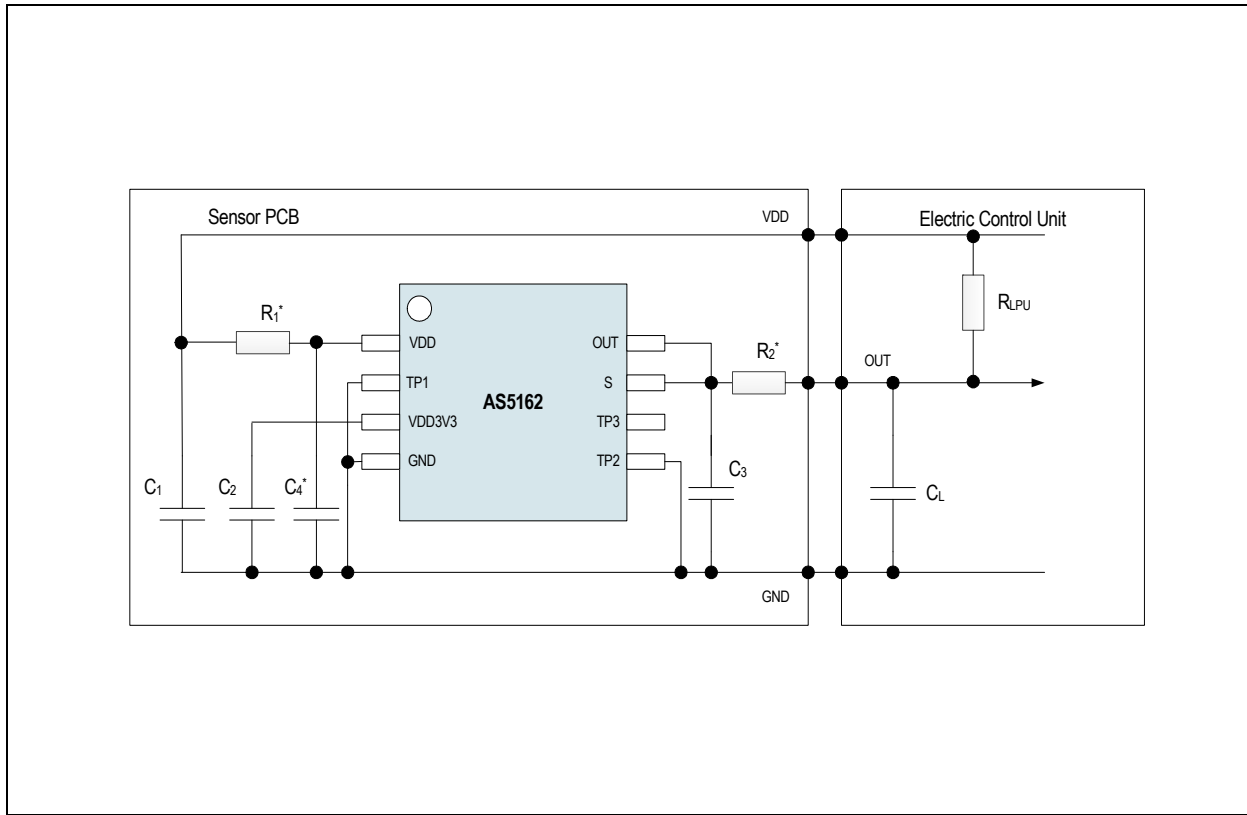 Sensor PCB
VDD
Electric Control Unit
R1*
RLPU
VDD
OUT
R2*
OUT
TP1
S
AS5162
VDD3V3
TP3
GND
TP2
C1
C2
C4*
C3
CL
GND